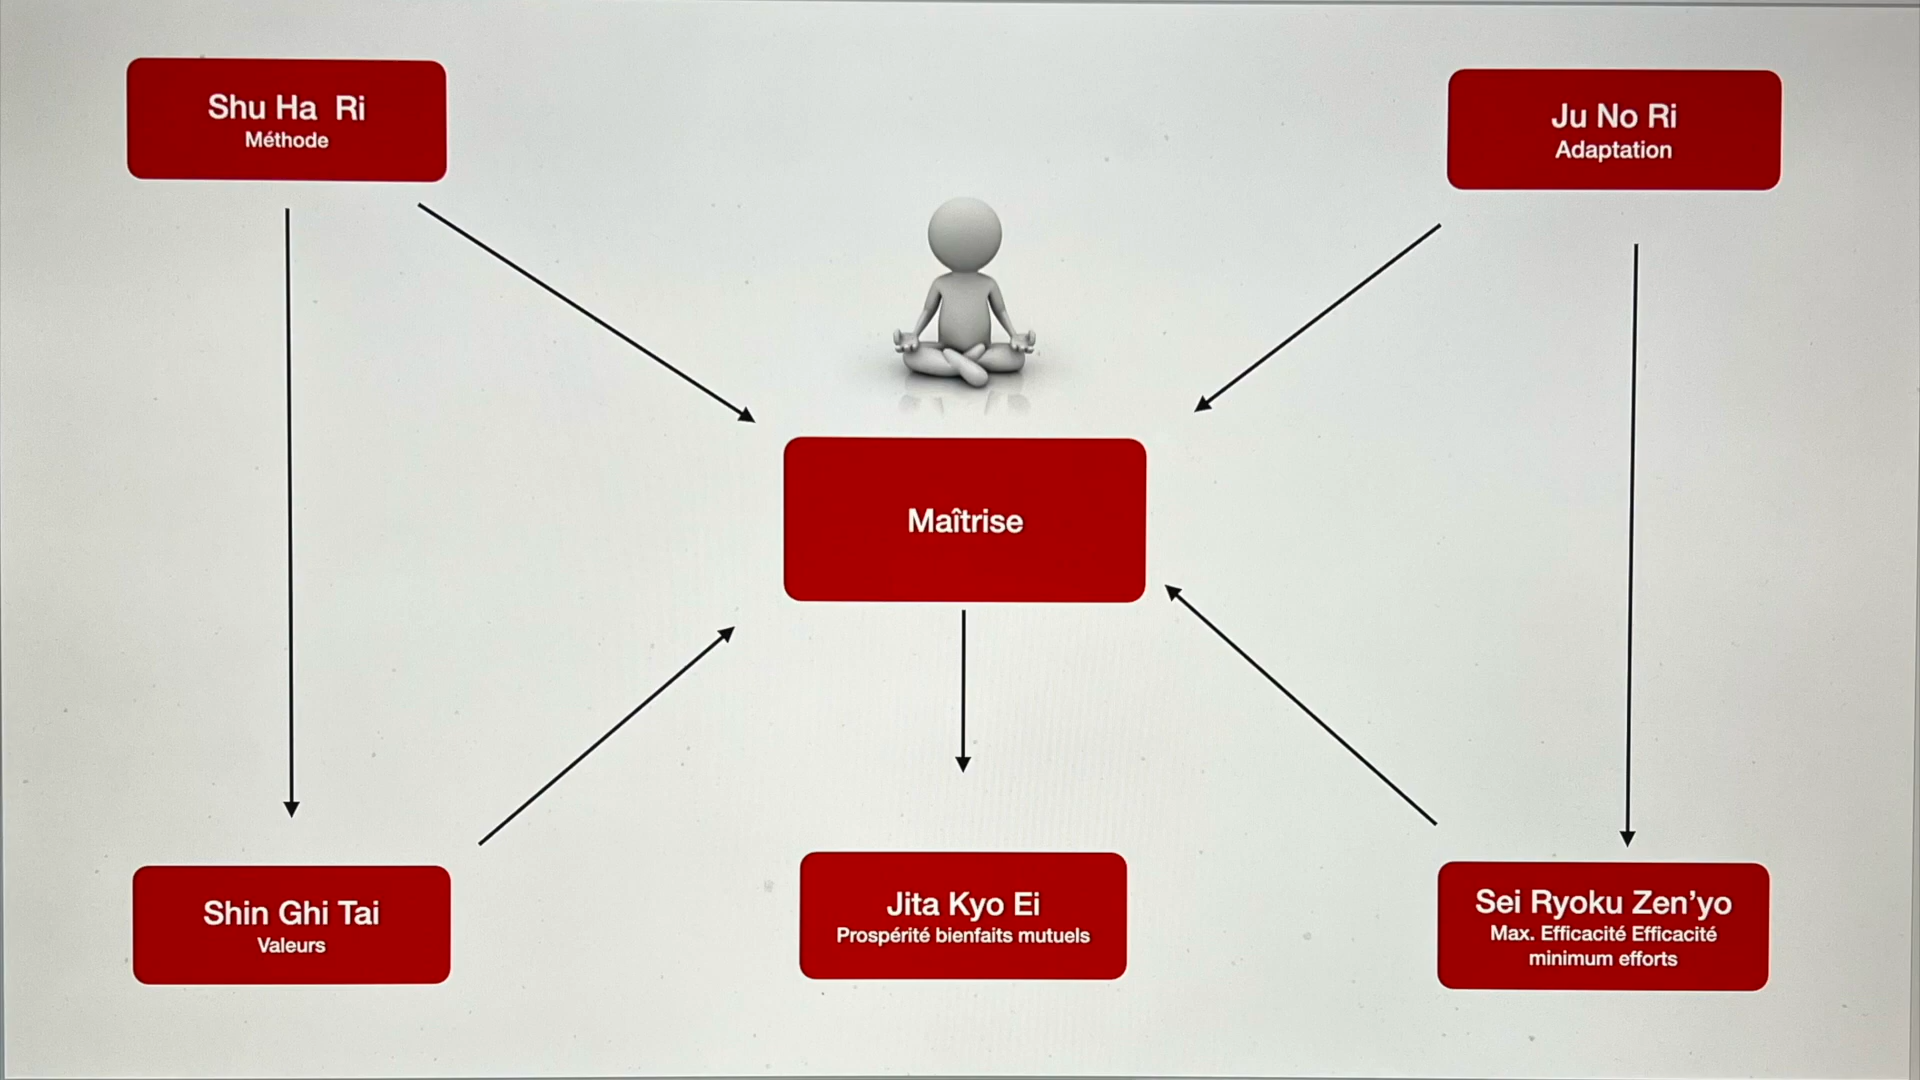 Shu Ha  Ri
Méthode
Ju No Ri
Adaptation
Maîtrise
Shin Ghi Tai
Valeurs
Jita Kyo Ei
Prospérité bienfaits mutuels
Sei Ryoku Zen’yo
Max. Efficacité Efficacité
minimum efforts